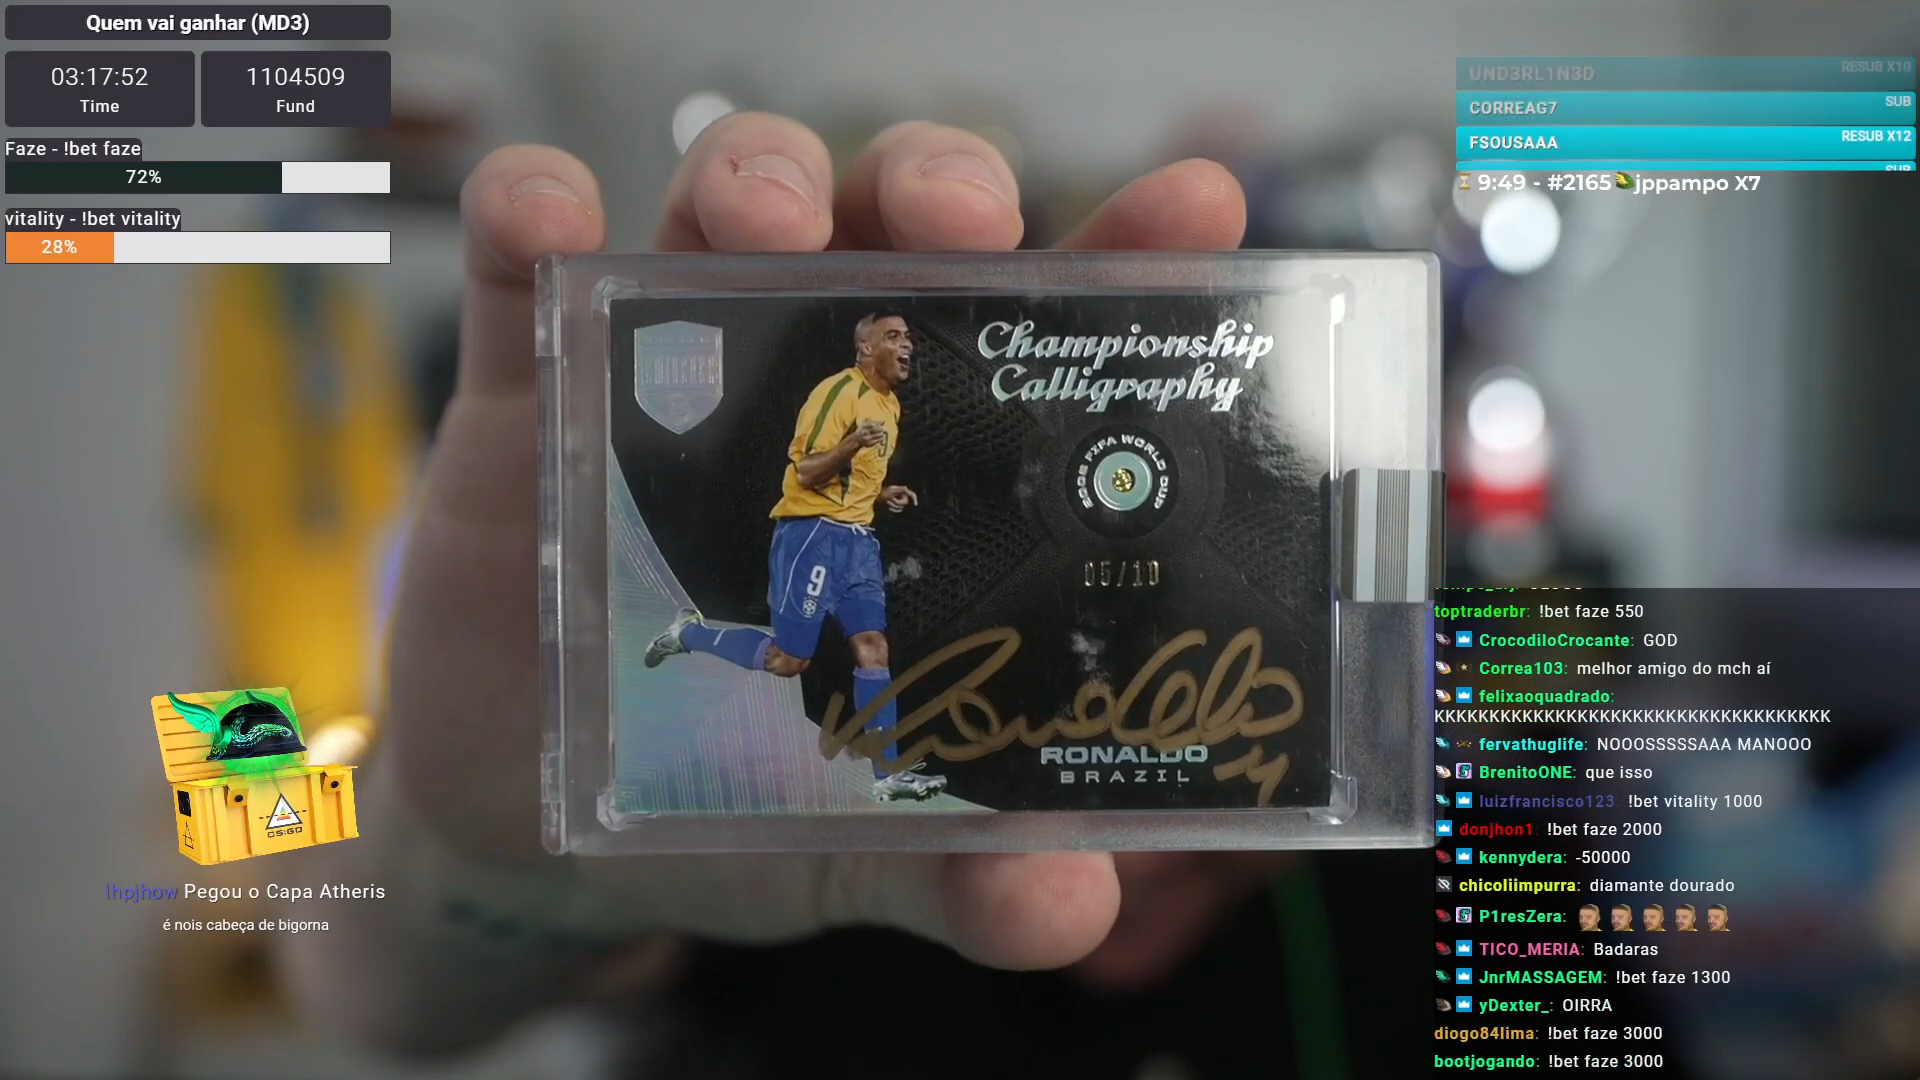 Quem vai ganhar (MD3)
03:17:52
Time
1104509
Fund
Faze - !bet faze
72%
vitality - !bet vitality
28%
UND3RL1N3D
RESUB X10
CORREAG7
SUB
FSOUSAAA
RESUB X12
SUB
9:49 - #2165 jppampo X7
Championship
Calligraphy
FIFA WORLD CUP
05/10
9
Ronaldo
RONALDO
BRAZIL
CS:GO
lhpjhow Pegou o Capa Atheris
é nois cabeça de bigorna
toptraderbr: !bet faze 550
CrocodiloCrocante: GOD
Correa103: melhor amigo do mch aí
felixaoquadrado:
KKKKKKKKKKKKKKKKKKKKKKKKKKKKKKKKKKK
fervathuglife: NOOOSSSSSAAA MANOOO
BrenitoONE: que isso
luizfrancisco123: !bet vitality 1000
donjhon1: !bet faze 2000
kennydera: -50000
chicoliimpurra: diamante dourado
P1resZera:
TICO_MERIA: Badaras
JnrMASSAGEM: !bet faze 1300
yDexter_: OIRRA
diogo84lima: !bet faze 3000
bootjogando: !bet faze 3000